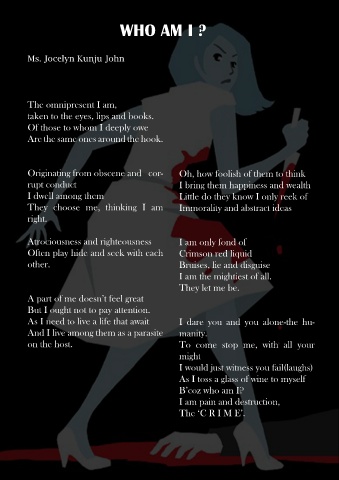 WHO AM I ?
Ms. Jocelyn Kunju John
The omnipresent I am,
taken to the eyes, lips and books.
Of those to whom I deeply owe
Are the same ones around the hook.
Originating from obscene and cor-
rupt conduct
I dwell among them
They choose me, thinking I am
right.
Atrociousness and righteousness
Often play hide and seek with each
other.
A part of me doesn't feel great
But I ought not to pay attention.
As I need to live a life that await
And I live among them as a parasite
on the host.
Oh, how foolish of them to think
I bring them happiness and wealth
Little do they know I only reek of
Immorality and abstract ideas
I am only fond of
Crimson red liquid
Bruises, lie and disguise
I am the mightiest of all.
They let me be.
I dare you and you alone-the hu-
manity.
To come stop me, with all your
might
I would just witness you fail(laughs)
As I toss a glass of wine to myself
B'coz who am I?
I am pain and destruction,
The 'C R I M E'.